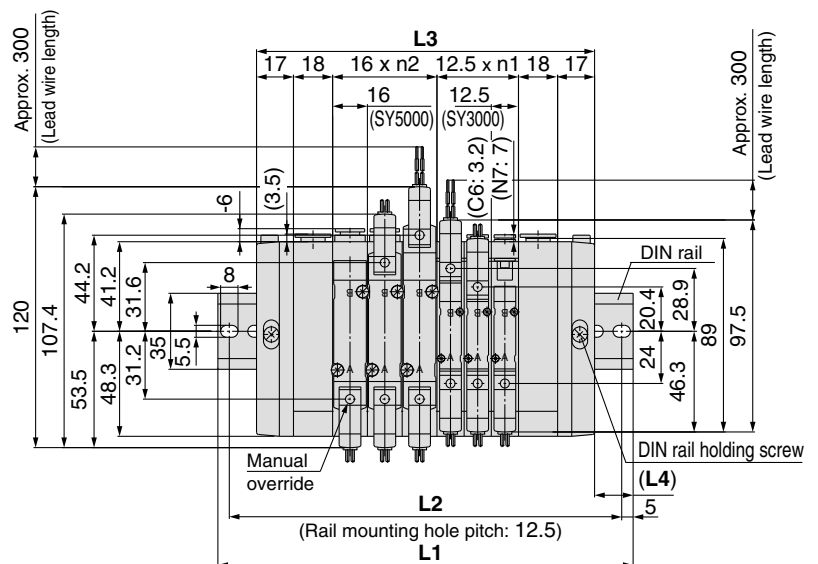 L3
17
18
16 x n2
12.5 x n1
18
17
Approx. 300
(Lead wire length)
Approx. 300
(Lead wire length)
16
(SY5000)
12.5
(SY3000)
(C6: 3.2)
(N7: 7)
-6
(3.5)
120
107.4
44.2
41.2
31.6
8
53.5
48.3
31.2
35
5.5
B
B
B
B
B
B
A
A
A
A
A
A
DIN rail
20.4
28.9
24
46.3
89
97.5
Manual
override
DIN rail holding screw
(L4)
L2
5
(Rail mounting hole pitch: 12.5)
L1